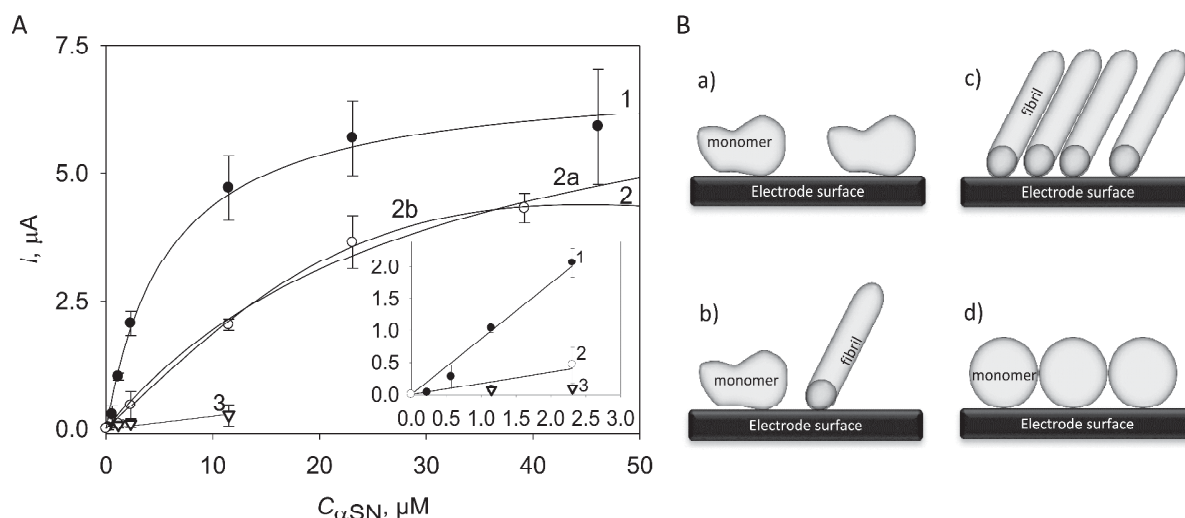 A
7.5
5.0
2.5
0.0
I, µA
0 10 20 30 40 50
CαSN, µM
1
2a
2
2b
3
2.0
1.5
1.0
0.5
0.0
0.0 0.5 1.0 1.5 2.0 2.5 3.0
1
2
3
B
a)
monomer
Electrode surface
c)
fibril
Electrode surface
b)
monomer
fibril
Electrode surface
d)
monomer
Electrode surface